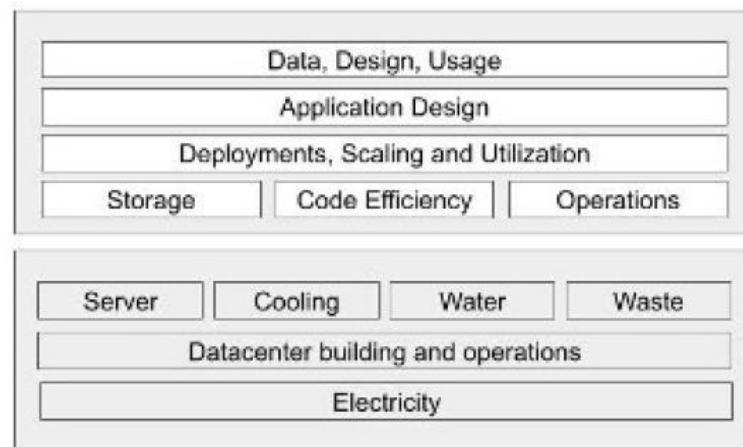 Data, Design, Usage
Application Design
Deployments, Scaling and Utilization
Storage Code Efficiency Operations
Server Cooling Water Waste
Datacenter building and operations
Electricity